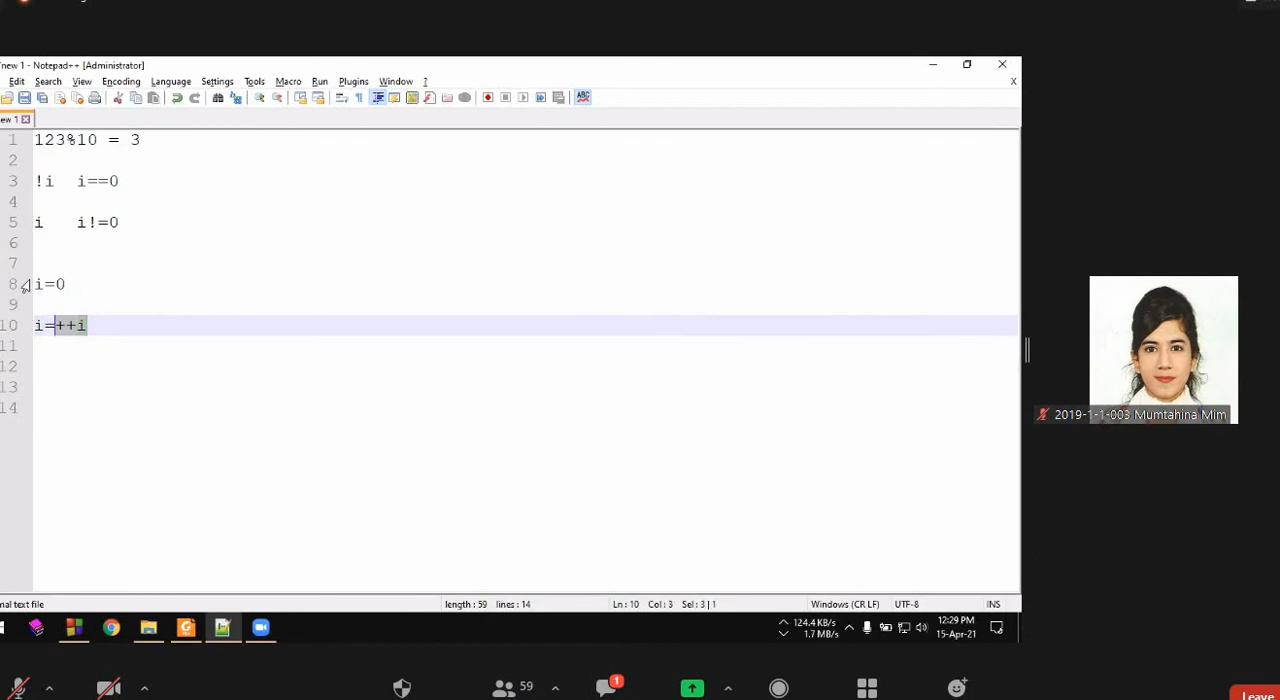 new 1 - Notepad++ [Administrator]
Edit Search View Encoding Language Settings Tools Macro Run Plugins Window ?
X
ew 1
1 123%10 = 3
2
3 !i i==0
4
5 i i!=0
6
7
8 i=0
9
10 i=++i
11
12
13
14
2019-1-1-003 Mumtahina Mim
mal text file length : 59 lines : 14 Ln : 10 Col : 3 Sel : 3 | 1 Windows (CR LF) UTF-8 INS
124.4 KB/s
1.7 MB/s
12:29 PM
15-Apr-21
59
1
Leave